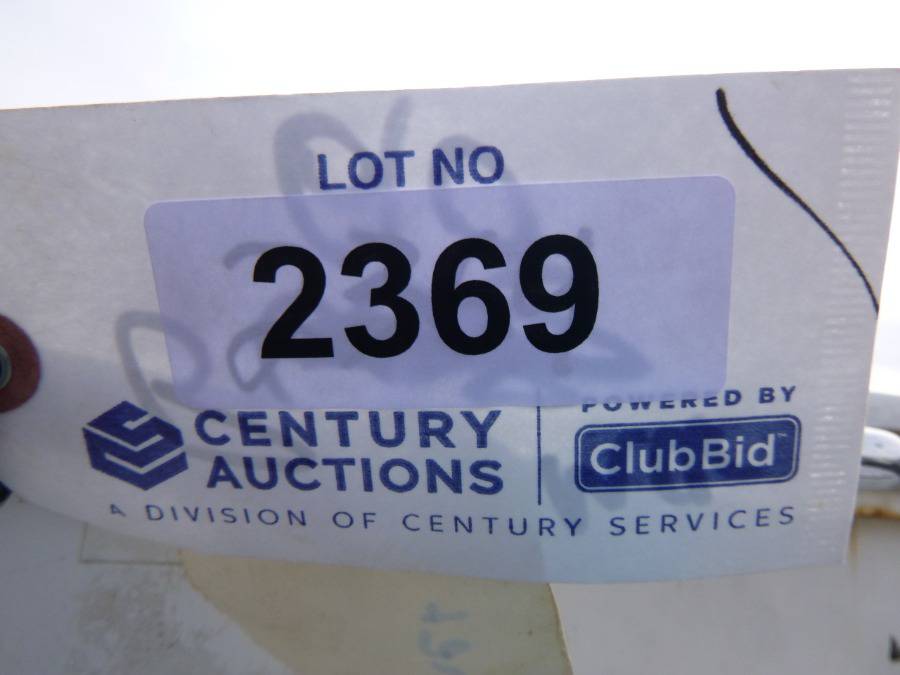 LOT NO
2369
CENTURY AUCTIONS
POWERED BY
ClubBid
A DIVISION OF CENTURY SERVICES